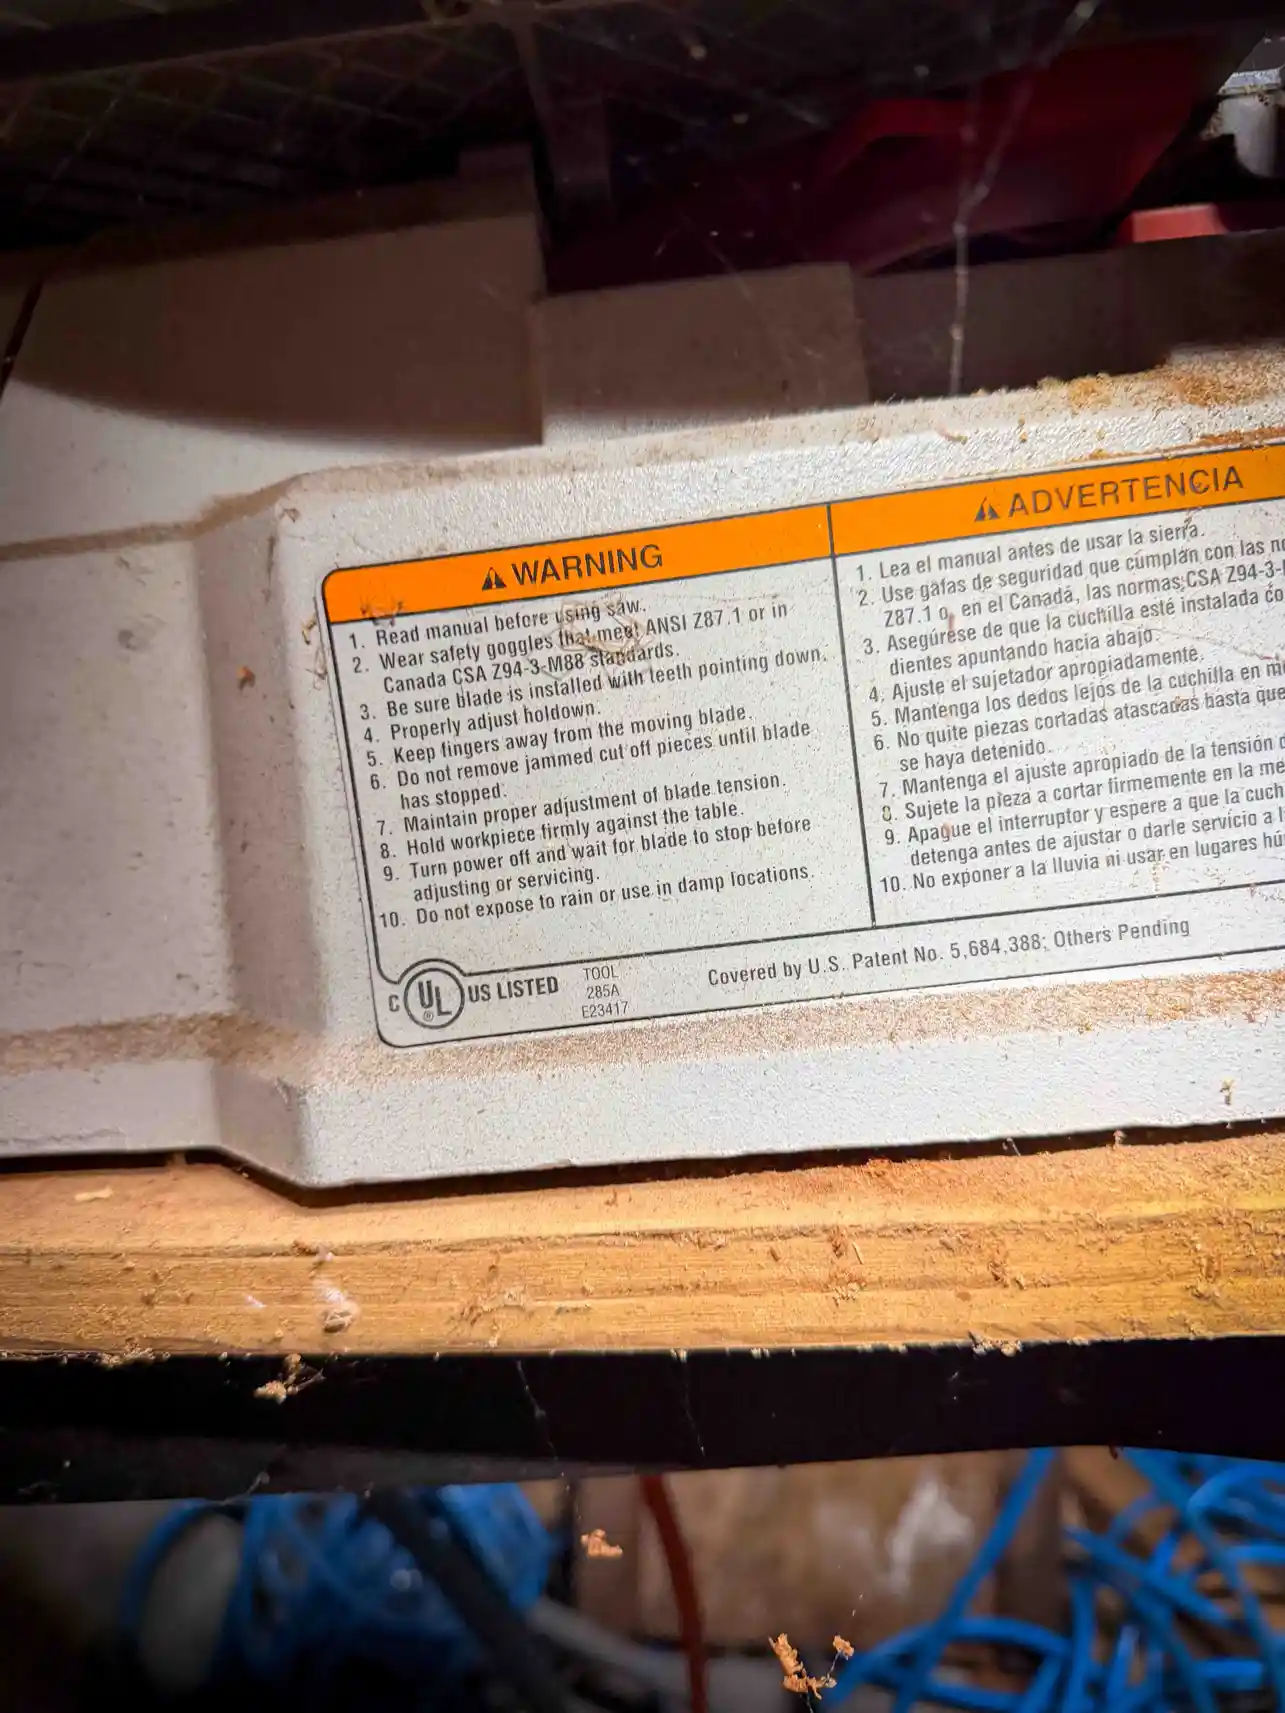 WARNING
1. Read manual before using saw.
2. Wear safety goggles that meet ANSI Z87.1 or in
Canada CSA Z94-3-M88 standards.
3. Be sure blade is installed with teeth pointing down.
4. Properly adjust holdown.
5. Keep fingers away from the moving blade.
6. Do not remove jammed cut off pieces until blade
has stopped.
7. Maintain proper adjustment of blade tension.
8. Hold workpiece firmly against the table.
9. Turn power off and wait for blade to stop before
adjusting or servicing.
10. Do not expose to rain or use in damp locations.
ADVERTENCIA
1. Lea el manual antes de usar la sierra.
2. Use gafas de seguridad que cumplan con las
Z87.1 o, en el Canadá, las normas CSA Z94-3-
3. Asegúrese de que la cuchilla esté instalada
dientes apuntando hacia abajo.
4. Ajuste el sujetador apropiadamente.
5. Mantenga los dedos lejos de la cuchilla en
6. No quite piezas cortadas atascadas hasta que
se haya detenido.
7. Mantenga el ajuste apropiado de la tensión
8. Sujete la pieza a cortar firmemente en la
9. Apague el interruptor y espere a que la
detenga antes de ajustar o darle servicio a
10. No exponer a la lluvia ni usar en lugares
C UL ® US LISTED
TOOL
285A
E23417
Covered by U.S. Patent No. 5,684,388; Others Pending